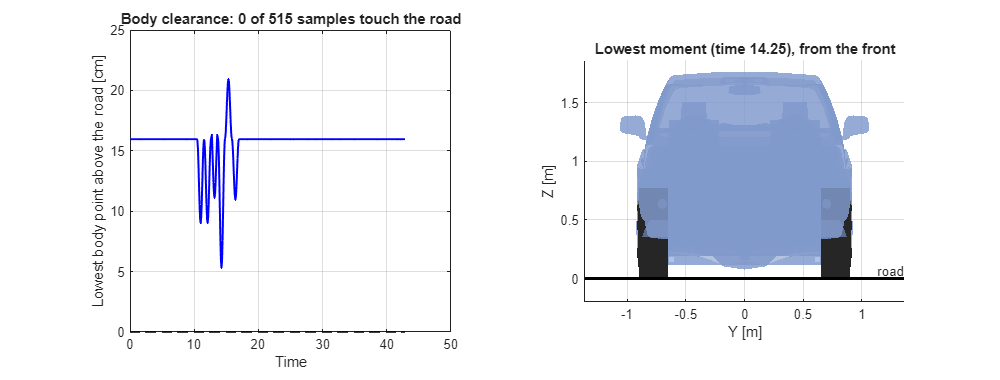 Body clearance: 0 of 515 samples touch the road
Lowest body point above the road [cm]
25
20
15
10
5
0
0 10 20 30 40 50
Time
Lowest moment (time 14.25), from the front
Z [m]
1.5
1
0.5
0
road
-1 -0.5 0 0.5 1
Y [m]